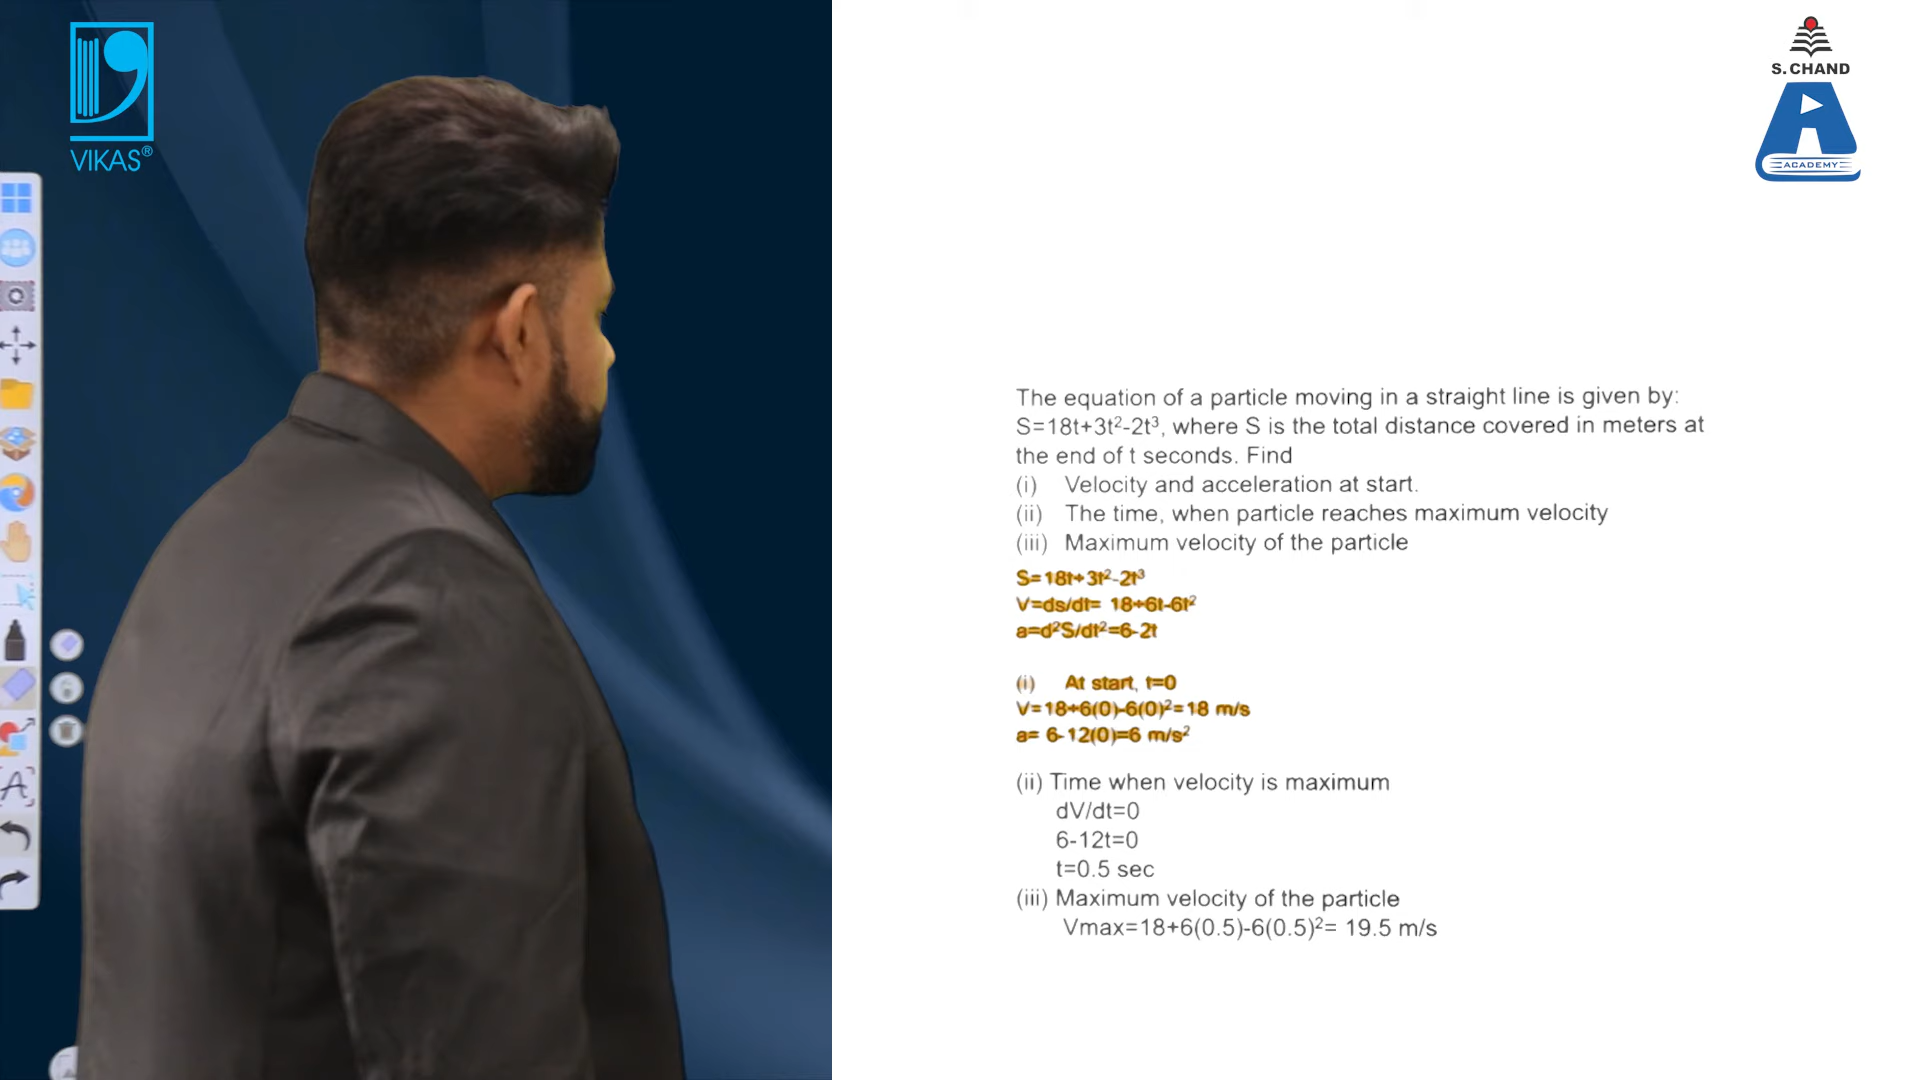 VIKAS®
S. CHAND
ACADEMY
The equation of a particle moving in a straight line is given by:
S=18t+3t²-2t³, where S is the total distance covered in meters at
the end of t seconds. Find
(i) Velocity and acceleration at start.
(ii) The time, when particle reaches maximum velocity
(iii) Maximum velocity of the particle
S=18t+3t²-2t³
V=ds/dt= 18+6t-6t²
a=d²S/dt²=6-2t
(i) At start, t=0
V=18+6(0)-6(0)²=18 m/s
a= 6-12(0)=6 m/s²
(ii) Time when velocity is maximum
dV/dt=0
6-12t=0
t=0.5 sec
(iii) Maximum velocity of the particle
Vmax=18+6(0.5)-6(0.5)²= 19.5 m/s